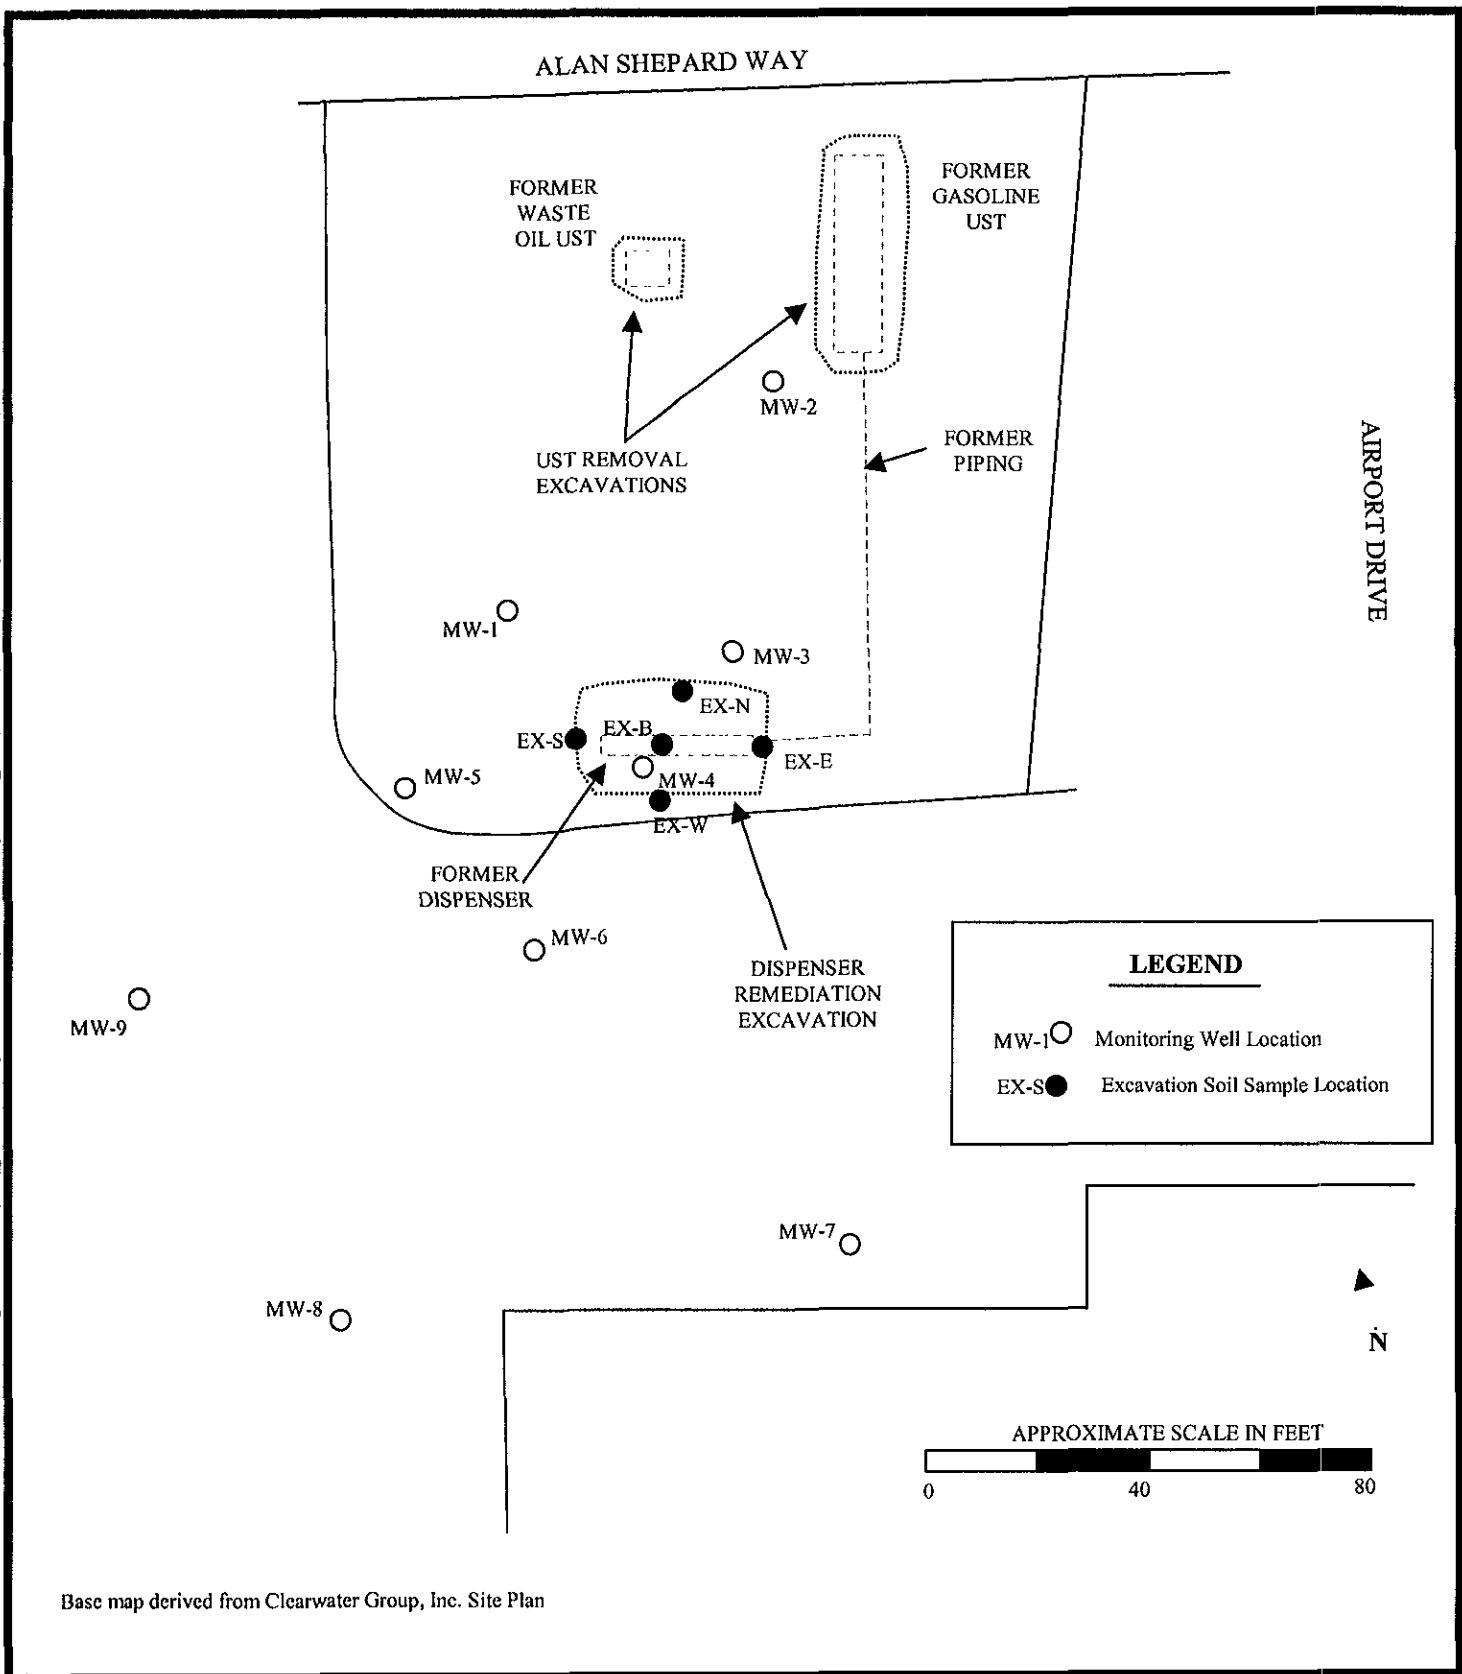 ALAN SHEPARD WAY
FORMER
WASTE
OIL UST
FORMER
GASOLINE
UST
MW-2
UST REMOVAL
EXCAVATIONS
FORMER
PIPING
AIRPORT DRIVE
MW-1
MW-3
EX-N
EX-B
EX-S
EX-E
MW-5
MW-4
EX-W
FORMER
DISPENSER
MW-6
DISPENSER
REMEDIATION
EXCAVATION
MW-9
LEGEND
MW-1 Monitoring Well Location
EX-S Excavation Soil Sample Location
MW-7
MW-8
N
APPROXIMATE SCALE IN FEET
0 40 80
Base map derived from Clearwater Group, Inc. Site Plan